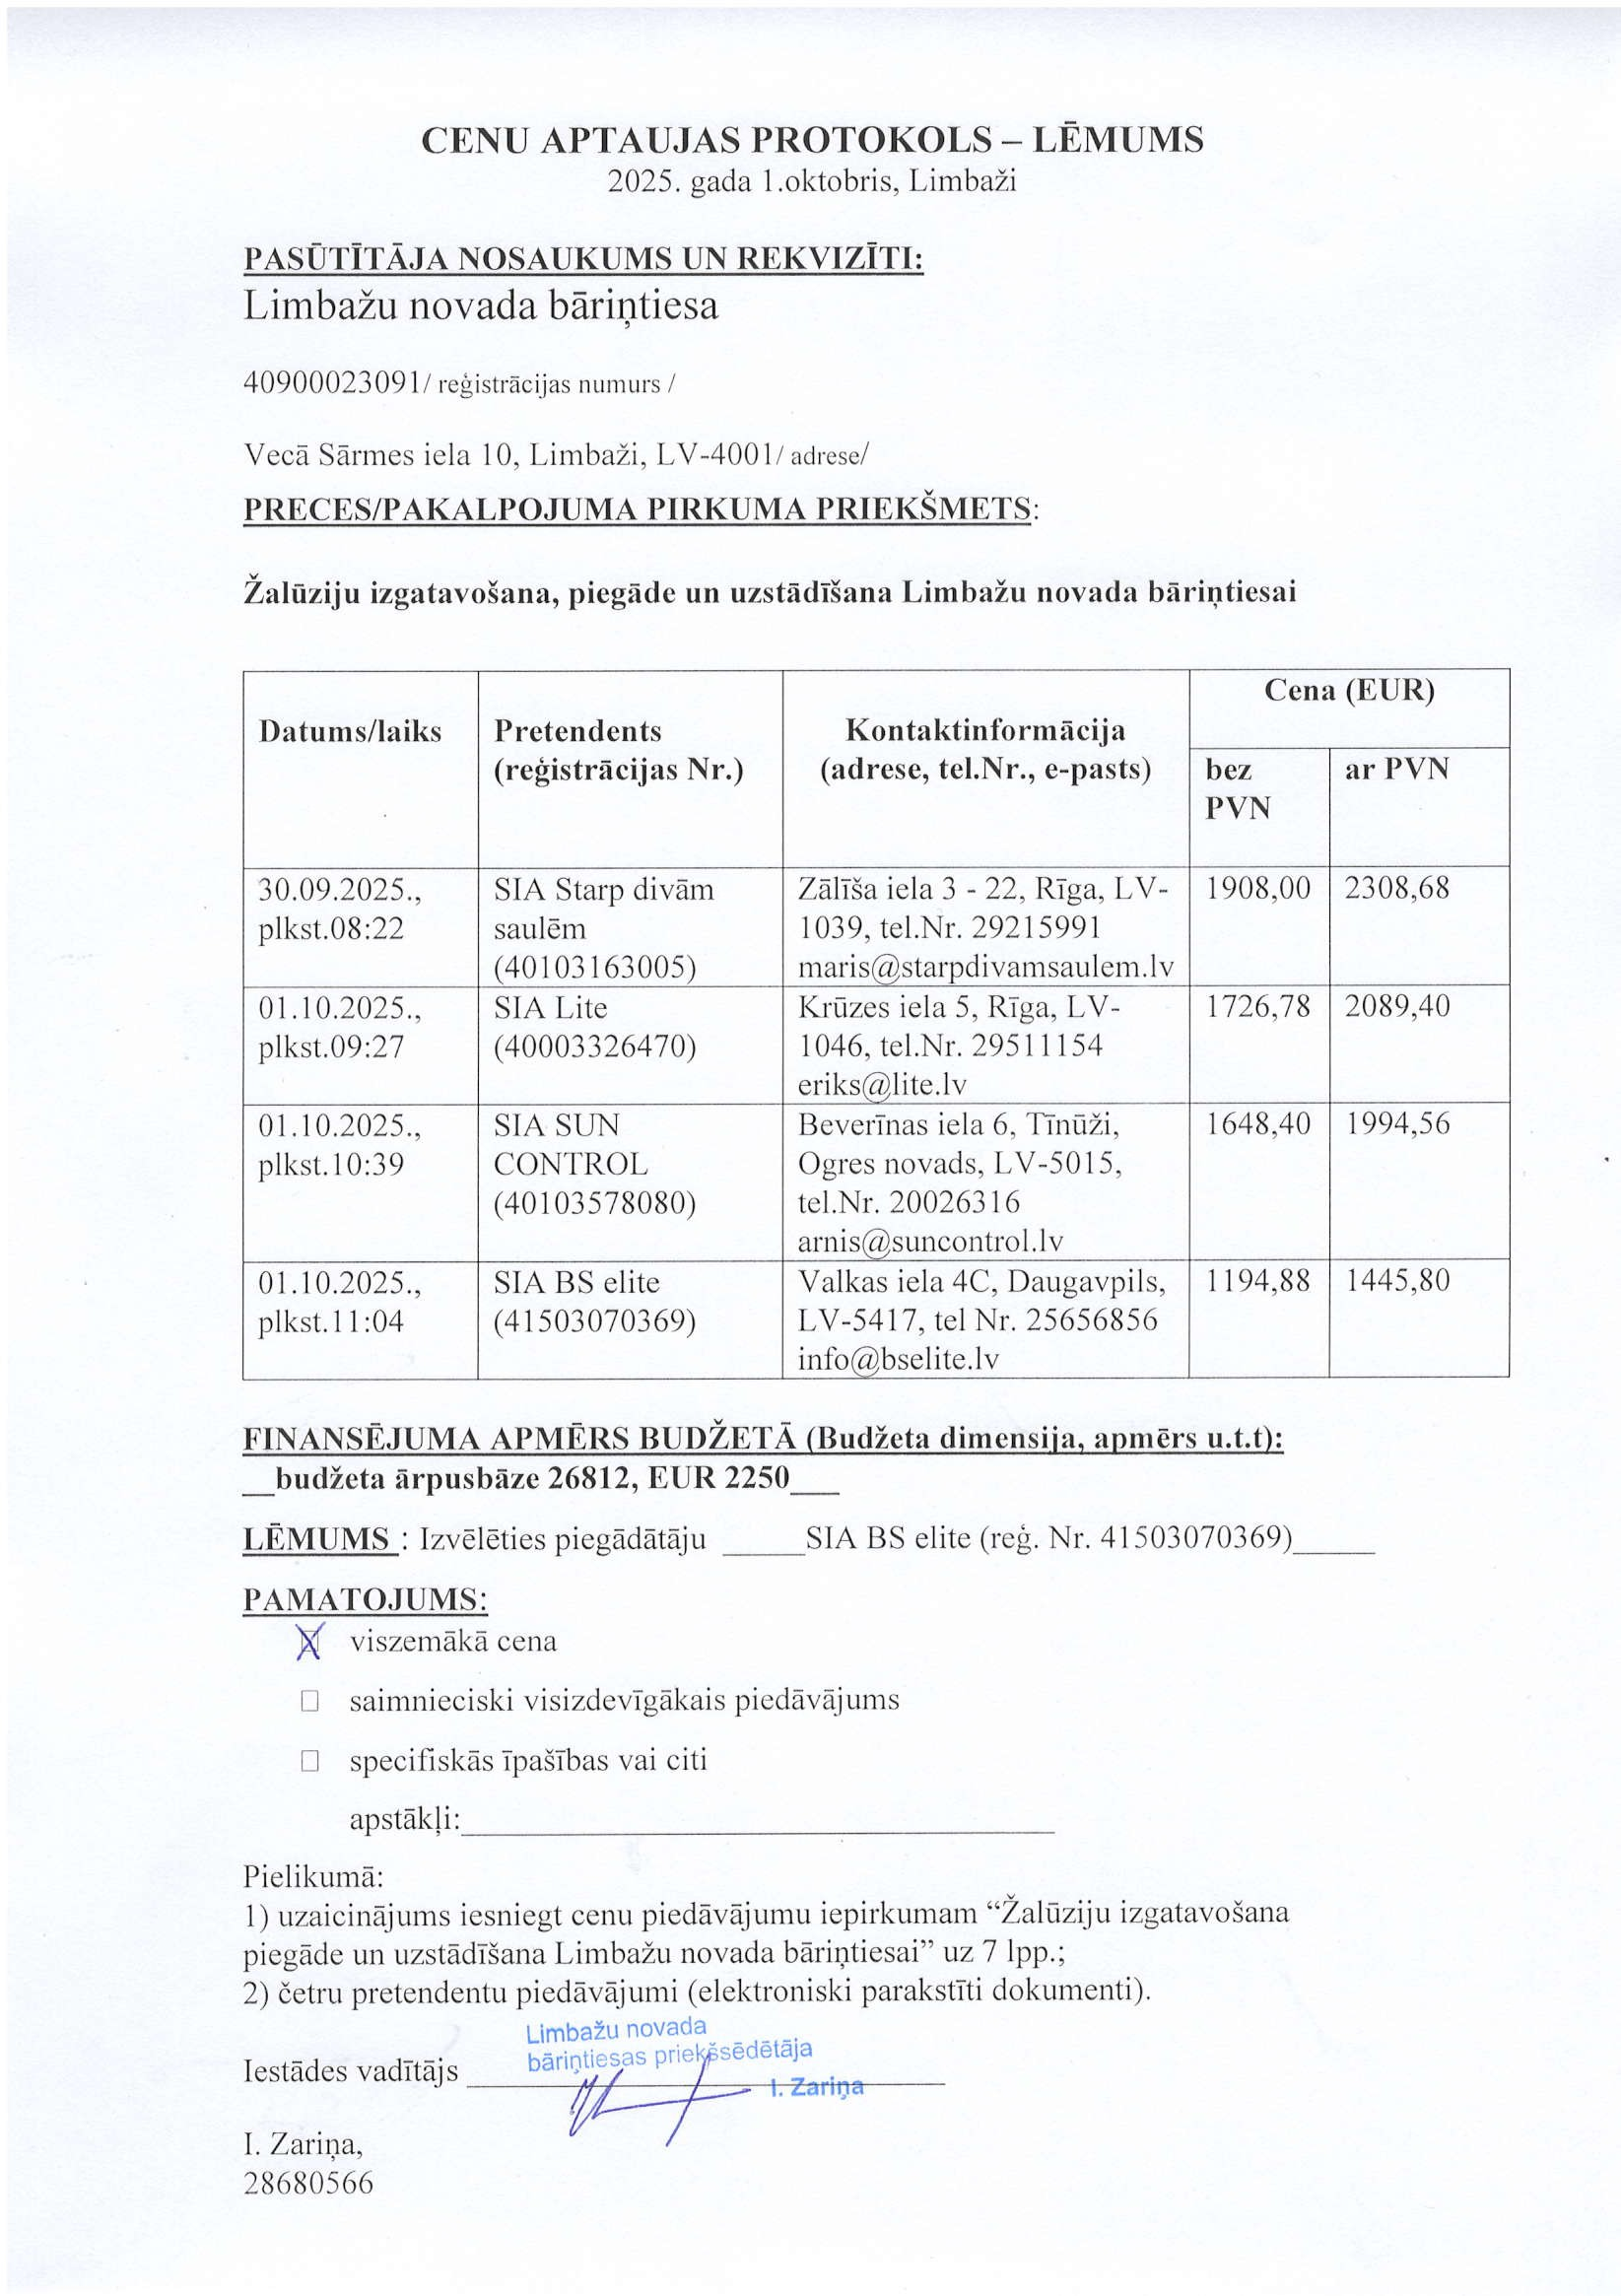 CENU APTAUJAS PROTOKOLS – LĒMUMS
2025. gada 1.oktobris, Limbaži
PASŪTĪTĀJA NOSAUKUMS UN REKVIZĪTI:
Limbažu novada bāriņtiesa
40900023091/ reģistrācijas numurs /
Vecā Sārmes iela 10, Limbaži, LV-4001/ adrese/
PRECES/PAKALPOJUMA PIRKUMA PRIEKŠMETS:
Žalūziju izgatavošana, piegāde un uzstādīšana Limbažu novada bāriņtiesai
Datums/laiks
Pretendents
(reģistrācijas Nr.)
Kontaktinformācija
(adrese, tel.Nr., e-pasts)
Cena (EUR)
bez
PVN
ar PVN
30.09.2025.,
plkst.08:22
SIA Starp divām
saulēm
(40103163005)
Zālīša iela 3 - 22, Rīga, LV-
1039, tel.Nr. 29215991
maris@starpdivamsaulem.lv
1908,00
2308,68
01.10.2025.,
plkst.09:27
SIA Lite
(40003326470)
Krūzes iela 5, Rīga, LV-
1046, tel.Nr. 29511154
eriks@lite.lv
1726,78
2089,40
01.10.2025.,
plkst.10:39
SIA SUN
CONTROL
(40103578080)
Beverīnas iela 6, Tīnūži,
Ogres novads, LV-5015,
tel.Nr. 20026316
arnis@suncontrol.lv
1648,40
1994,56
01.10.2025.,
plkst.11:04
SIA BS elite
(41503070369)
Valkas iela 4C, Daugavpils,
LV-5417, tel Nr. 25656856
info@bselite.lv
1194,88
1445,80
FINANSĒJUMA APMĒRS BUDŽETĀ (Budžeta dimensija, apmērs u.t.t):
__budžeta ārpusbāze 26812, EUR 2250___
LĒMUMS : Izvēlēties piegādātāju _____SIA BS elite (reģ. Nr. 41503070369)_____
PAMATOJUMS:
X viszemākā cena
☐ saimnieciski visizdevīgākais piedāvājums
☐ specifiskās īpašības vai citi
apstākļi:____________________________________
Pielikumā:
1) uzaicinājums iesniegt cenu piedāvājumu iepirkumam “Žalūziju izgatavošana
piegāde un uzstādīšana Limbažu novada bāriņtiesai” uz 7 lpp.;
2) četru pretendentu piedāvājumi (elektroniski parakstīti dokumenti).
Limbažu novada
bāriņtiesas priekšsēdētāja
Iestādes vadītājs _____________________________
I. Zariņa
I. Zariņa,
28680566